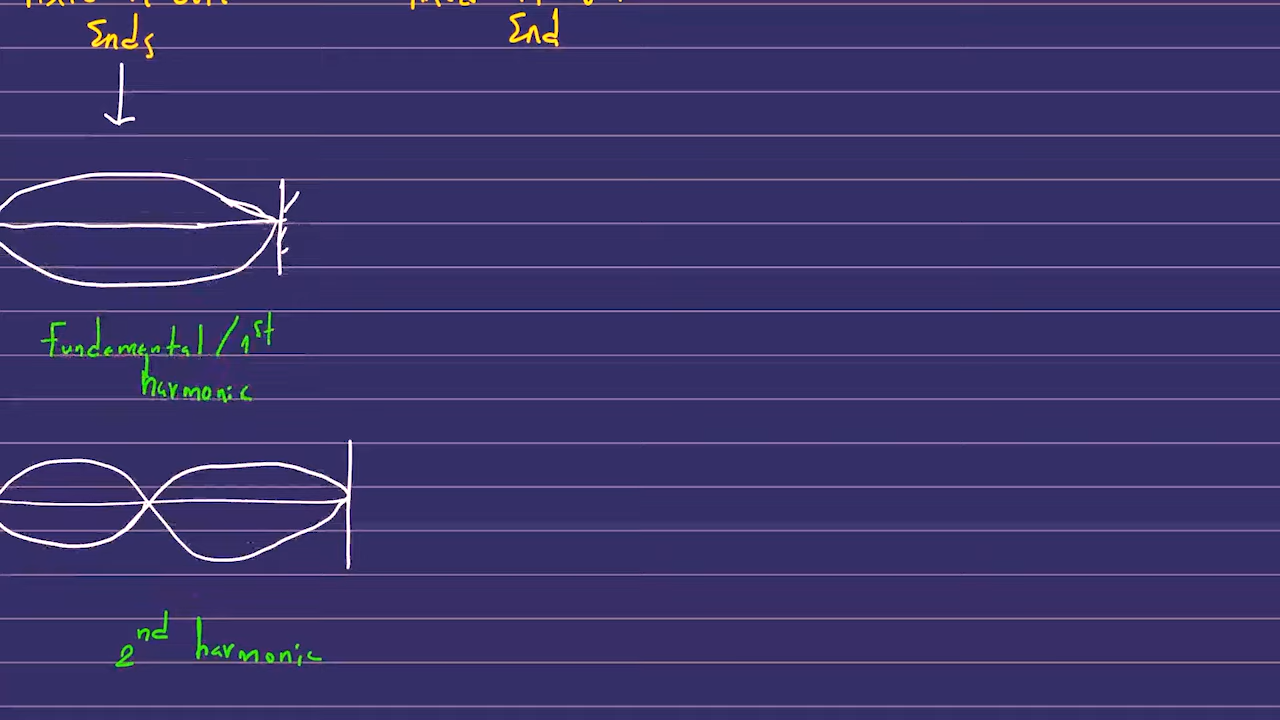 Ends
End
Fundamental / 1st
harmonic
2nd harmonic